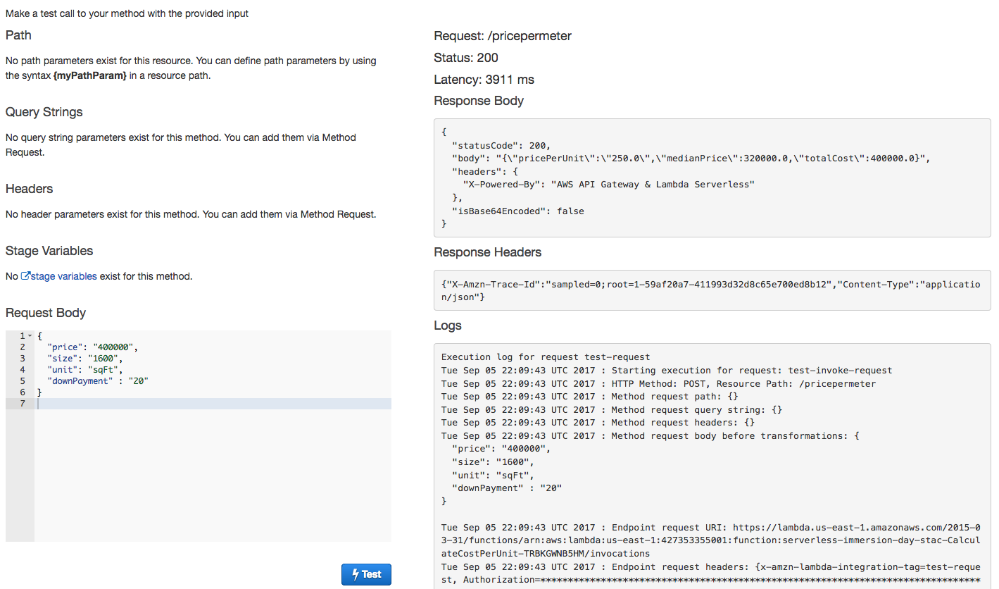 Make a test call to your method with the provided input
Path
No path parameters exist for this resource. You can define path parameters by using
the syntax {myPathParam} in a resource path.
Query Strings
No query string parameters exist for this method. You can add them via Method
Request.
Headers
No header parameters exist for this method. You can add them via Method Request.
Stage Variables
No stage variables exist for this method.
Request Body
1 {
2 "price": "400000",
3 "size": "1600",
4 "unit": "sqFt",
5 "downPayment" : "20"
6 }
7
Test
Request: /pricepermeter
Status: 200
Latency: 3911 ms
Response Body
{
"statusCode": 200,
"body": "{\"pricePerUnit\":\"250.0\",\"medianPrice\":320000.0,\"totalCost\":400000.0}",
"headers": {
"X-Powered-By": "AWS API Gateway & Lambda Serverless"
},
"isBase64Encoded": false
}
Response Headers
{"X-Amzn-Trace-Id":"sampled=0;root=1-59af20a7-411993d32d8c65e700ed8b12","Content-Type":"applicatio
n/json"}
Logs
Execution log for request test-request
Tue Sep 05 22:09:43 UTC 2017 : Starting execution for request: test-invoke-request
Tue Sep 05 22:09:43 UTC 2017 : HTTP Method: POST, Resource Path: /pricepermeter
Tue Sep 05 22:09:43 UTC 2017 : Method request path: {}
Tue Sep 05 22:09:43 UTC 2017 : Method request query string: {}
Tue Sep 05 22:09:43 UTC 2017 : Method request headers: {}
Tue Sep 05 22:09:43 UTC 2017 : Method request body before transformations: {
"price": "400000",
"size": "1600",
"unit": "sqFt",
"downPayment" : "20"
}
Tue Sep 05 22:09:43 UTC 2017 : Endpoint request URI: https://lambda.us-east-1.amazonaws.com/2015-0
3-31/functions/arn:aws:lambda:us-east-1:427353355001:function:serverless-immersion-day-stac-Calcul
ateCostPerUnit-TRBKGWNB5HM/invocations
Tue Sep 05 22:09:43 UTC 2017 : Endpoint request headers: {x-amzn-lambda-integration-tag=test-reque
st, Authorization=********************************************************************************